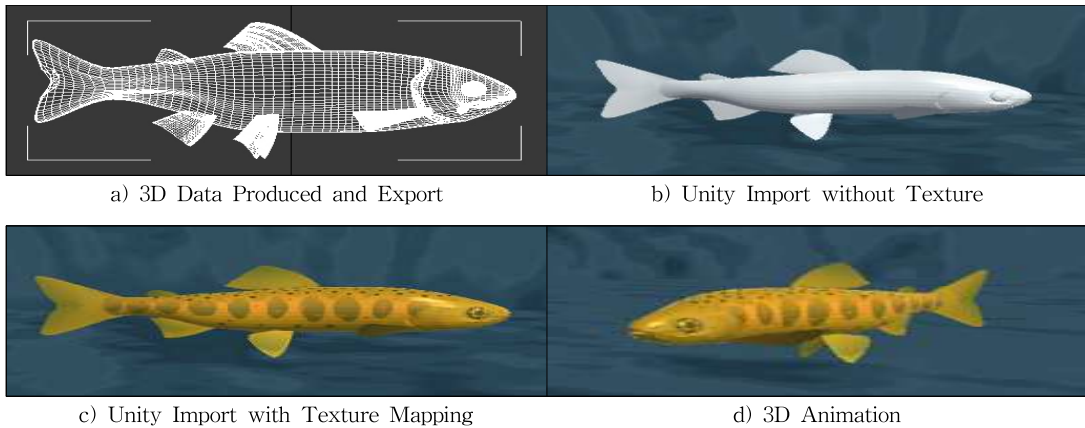 a) 3D Data Produced and Export
b) Unity Import without Texture
c) Unity Import with Texture Mapping
d) 3D Animation